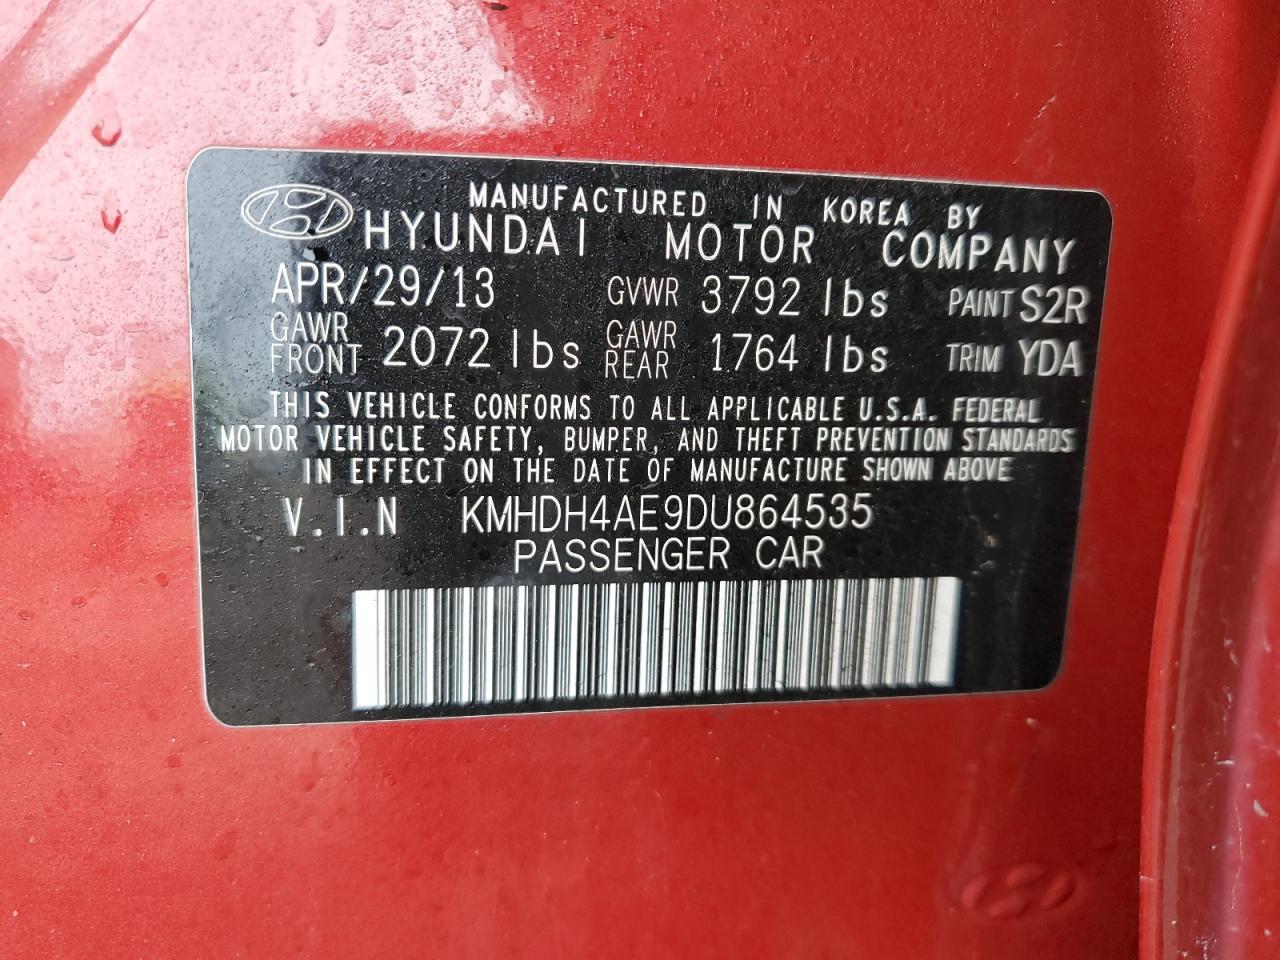 MANUFACTURED IN KOREA BY
HYUNDAI MOTOR COMPANY
APR/29/13 GVWR 3792 lbs PAINT S2R
GAWR FRONT 2072 lbs GAWR REAR 1764 lbs TRIM YDA
THIS VEHICLE CONFORMS TO ALL APPLICABLE U.S.A. FEDERAL
MOTOR VEHICLE SAFETY, BUMPER, AND THEFT PREVENTION STANDARDS
IN EFFECT ON THE DATE OF MANUFACTURE SHOWN ABOVE
V.I.N KMHDH4AE9DU864535
PASSENGER CAR